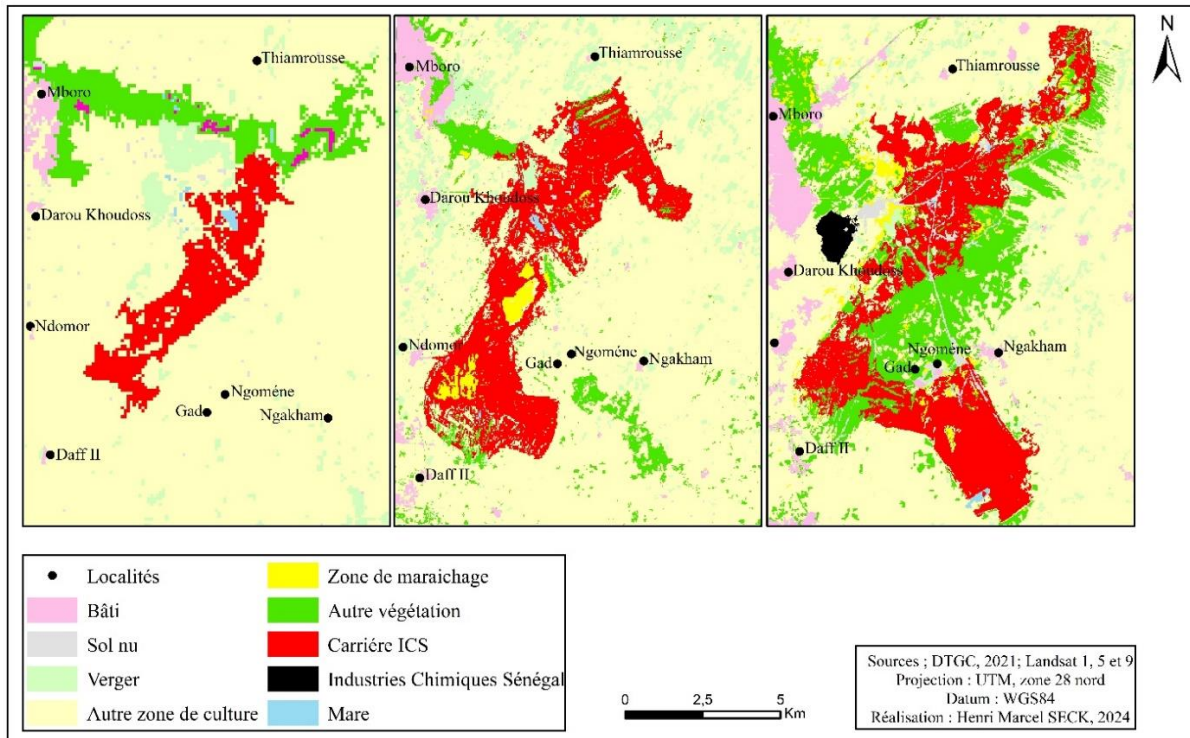 Thiamrousse
Mboro
Darou Khoudoss
Ndomor
Ngoméne
Gad
Ngakham
Daff II
Thiamrousse
Mboro
Darou Khoudoss
Ndomor
Ngoméne
Gad
Ngakham
Daff II
Thiamrousse
Mboro
Darou Khoudoss
Ngakham
Ngoméne
Gad
Daff II
N
Localités
Bâti
Sol nu
Verger
Autre zone de culture
Zone de maraichage
Autre végétation
Carriére ICS
Industries Chimiques Sénégal
Mare
0 2,5 5
Km
Sources ; DTGC, 2021; Landsat 1, 5 et 9
Projection : UTM, zone 28 nord
Datum : WGS84
Réalisation : Henri Marcel SECK, 2024